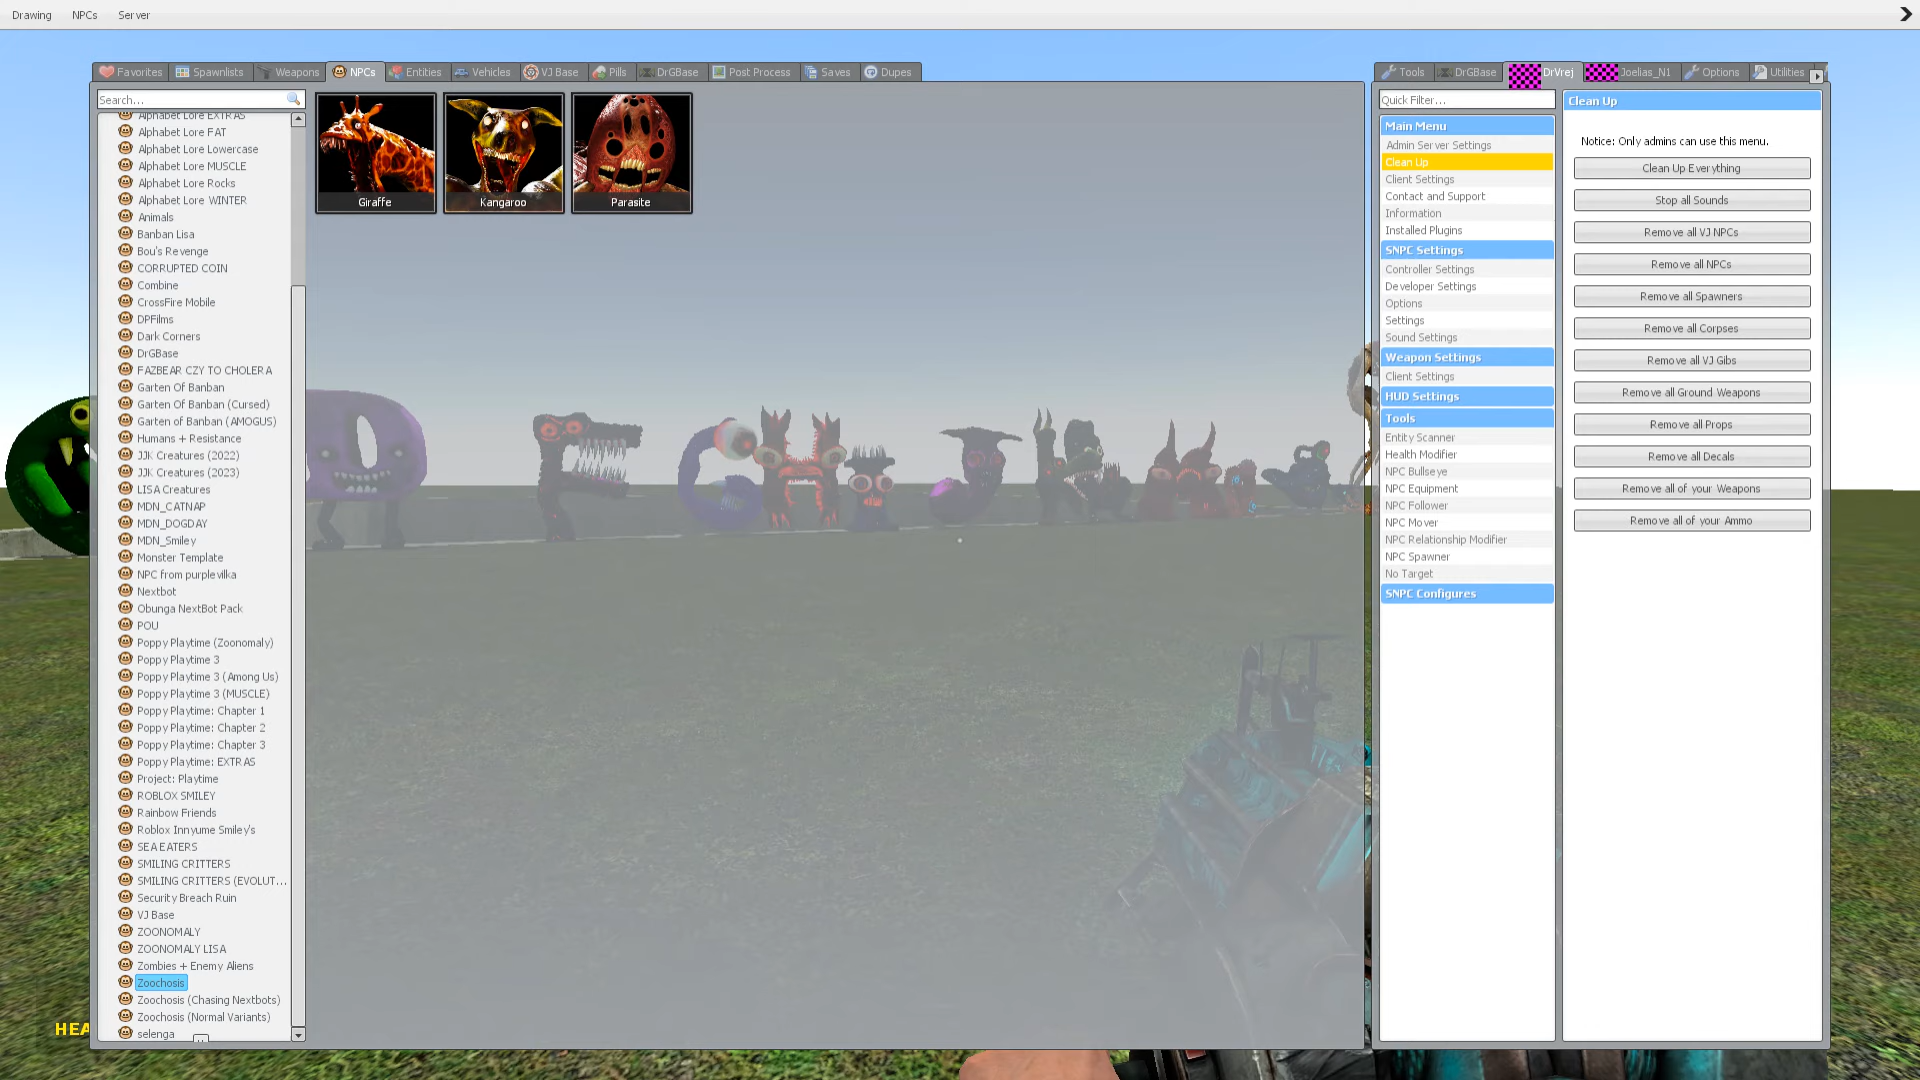 Drawing NPCs Server
Favorites Spawnlists Weapons NPCs Entities Vehicles VJ Base Pills DrGBase Post Process Saves Dupes
Search...
Alphabet Lore EXTRAS
Alphabet Lore FAT
Alphabet Lore Lowercase
Alphabet Lore MUSCLE
Alphabet Lore Rocks
Alphabet Lore WINTER
Animals
Banban Lisa
Bou's Revenge
CORRUPTED COIN
Combine
CrossFire Mobile
DPFilms
Dark Corners
DrGBase
FAZBEAR CZY TO CHOLERA
Garten Of Banban
Garten Of Banban (Cursed)
Garten of Banban (AMOGUS)
Humans + Resistance
JJK Creatures (2022)
JJK Creatures (2023)
LISA Creatures
MDN_CATNAP
MDN_DOGDAY
MDN_Smiley
Monster Template
NPC from purplevilka
Nextbot
Obunga NextBot Pack
POU
Poppy Playtime (Zoonomaly)
Poppy Playtime 3
Poppy Playtime 3 (Among Us)
Poppy Playtime 3 (MUSCLE)
Poppy Playtime: Chapter 1
Poppy Playtime: Chapter 2
Poppy Playtime: Chapter 3
Poppy Playtime: EXTRAS
Project: Playtime
ROBLOX SMILEY
Rainbow Friends
Roblox Innyume Smiley's
SEA EATERS
SMILING CRITTERS
SMILING CRITTERS (EVOLUT...
Security Breach Ruin
VJ Base
ZOONOMALY
ZOONOMALY LISA
Zombies + Enemy Aliens
Zoochosis
Zoochosis (Chasing Nextbots)
Zoochosis (Normal Variants)
selenga
Giraffe
Kangaroo
Parasite
HEA
Tools DrGBase DrVrej Joelias_N1 Options Utilities
Quick Filter...
Main Menu
Admin Server Settings
Clean Up
Client Settings
Contact and Support
Information
Installed Plugins
SNPC Settings
Controller Settings
Developer Settings
Options
Settings
Sound Settings
Weapon Settings
Client Settings
HUD Settings
Tools
Entity Scanner
Health Modifier
NPC Bullseye
NPC Equipment
NPC Follower
NPC Mover
NPC Relationship Modifier
NPC Spawner
No Target
SNPC Configures
Clean Up
Notice: Only admins can use this menu.
Clean Up Everything
Stop all Sounds
Remove all VJ NPCs
Remove all NPCs
Remove all Spawners
Remove all Corpses
Remove all VJ Gibs
Remove all Ground Weapons
Remove all Props
Remove all Decals
Remove all of your Weapons
Remove all of your Ammo